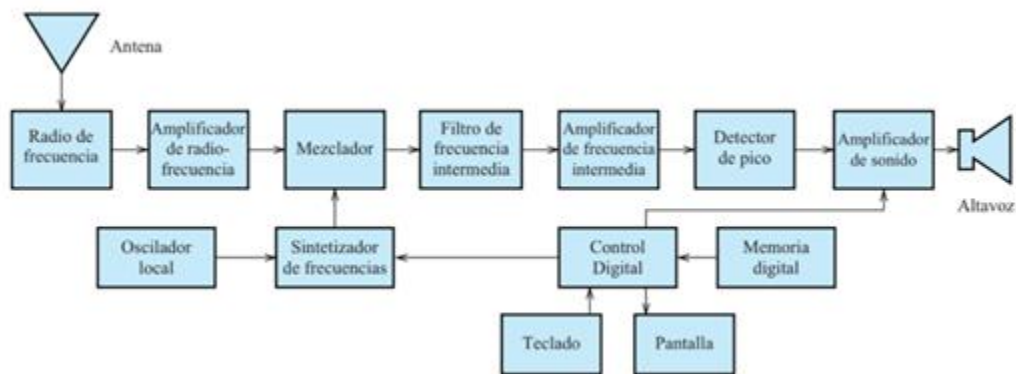 Antena
Radio de
frecuencia
Amplificador
de radio-
frecuencia
Mezclador
Filtro de
frecuencia
intermedia
Amplificador
de frecuencia
intermedia
Detector
de pico
Amplificador
de sonido
Altavoz
Oscilador
local
Sintetizador
de frecuencias
Control
Digital
Memoria
digital
Teclado
Pantalla